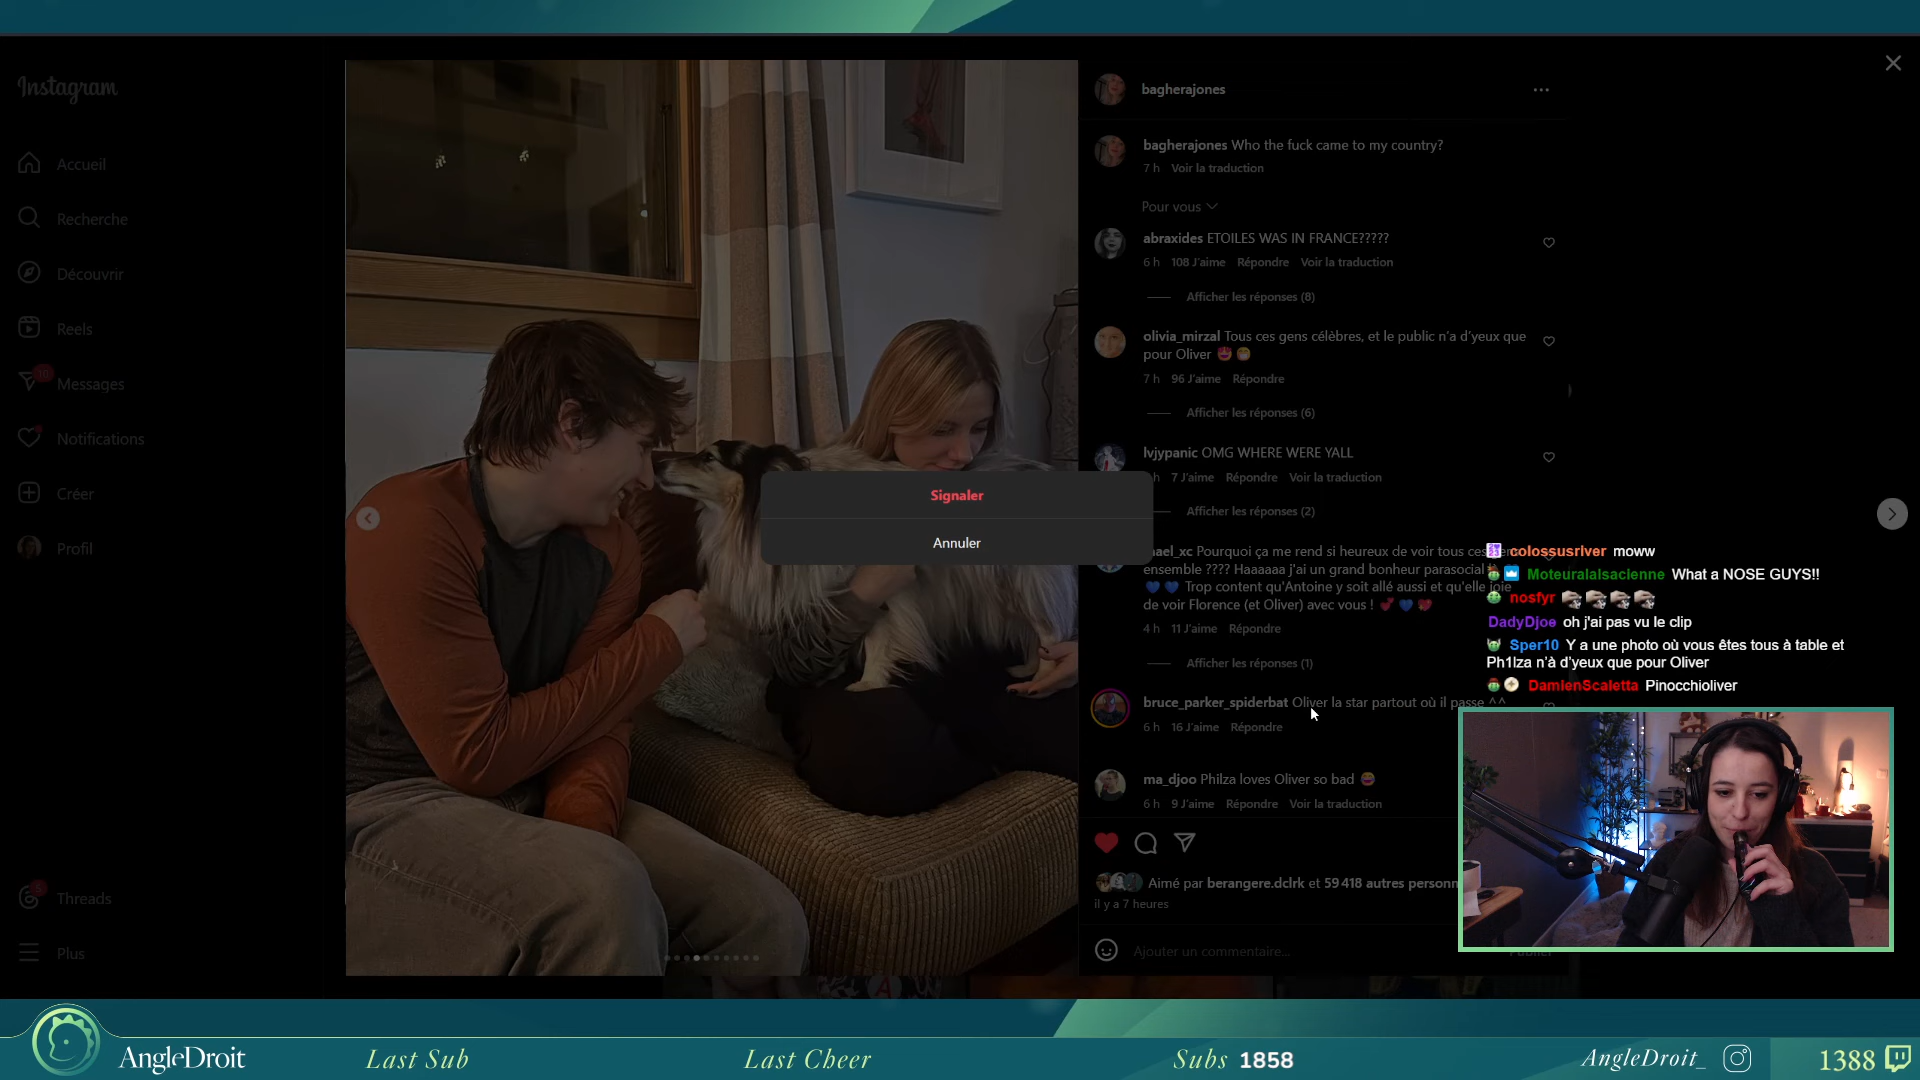 Instagram
Accueil
Recherche
Découvrir
Reels
10
Messages
Notifications
Créer
Profil
5
Threads
Plus
bagherajones
bagherajones Who the fuck came to my country?
7 h Voir la traduction
Pour vous
abraxides ETOILES WAS IN FRANCE?????
6 h 108 J'aime Répondre Voir la traduction
Afficher les réponses (8)
olivia_mirzal Tous ces gens célèbres, et le public n'a d'yeux que
pour Oliver 🤩 😁
7 h 96 J'aime Répondre
Afficher les réponses (6)
lvjypanic OMG WHERE WERE YALL
h 7 J'aime Répondre Voir la traduction
Afficher les réponses (2)
Signaler
Annuler
ael_xc Pourquoi ça me rend si heureux de voir tous ces
ensemble ???? Haaaaaa j'ai un grand bonheur parasocial
💙 💙 Trop content qu'Antoine y soit allé aussi et qu'elle joie
de voir Florence (et Oliver) avec vous ! 💕 💙 💖
4 h 11 J'aime Répondre
Afficher les réponses (1)
bruce_parker_spiderbat Oliver la star partout où il passe ^^
6 h 16 J'aime Répondre
ma_djoo Philza loves Oliver so bad 😂
6 h 9 J'aime Répondre Voir la traduction
Aimé par berangere.dclrk et 59 418 autres personn
il y a 7 heures
Ajouter un commentaire...
colossusriver moww
Moteuralalsacienne What a NOSE GUYS!!
nosfyr
DadyDjoe oh j'ai pas vu le clip
Sper10 Y a une photo où vous êtes tous à table et
Ph1lza n'à d'yeux que pour Oliver
DamienScaletta Pinocchioliver
AngleDroit
Last Sub
Last Cheer
Subs 1858
AngleDroit_
1388